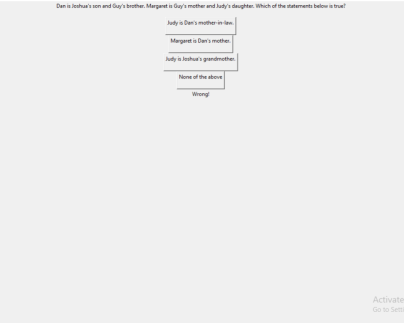 Dan is Joshua's son and Guy's brother. Margaret is Guy's mother and Judy's daughter. Which of the statements below is true?
Judy is Dan's mother-in-law.
Margaret is Dan's mother.
Judy is Joshua's grandmother.
None of the above
Wrong!
Activate
Go to Setti